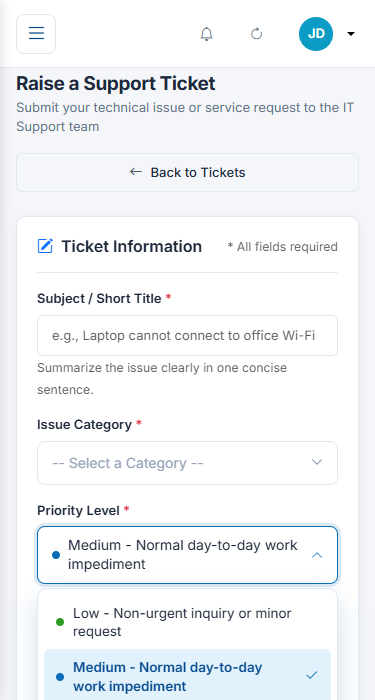 JD
Raise a Support Ticket
Submit your technical issue or service request to the IT
Support team
Back to Tickets
Ticket Information
* All fields required
Subject / Short Title *
e.g., Laptop cannot connect to office Wi-Fi
Summarize the issue clearly in one concise
sentence.
Issue Category *
-- Select a Category --
Priority Level *
Medium - Normal day-to-day work
impediment
Low - Non-urgent inquiry or minor
request
Medium - Normal day-to-day
work impediment